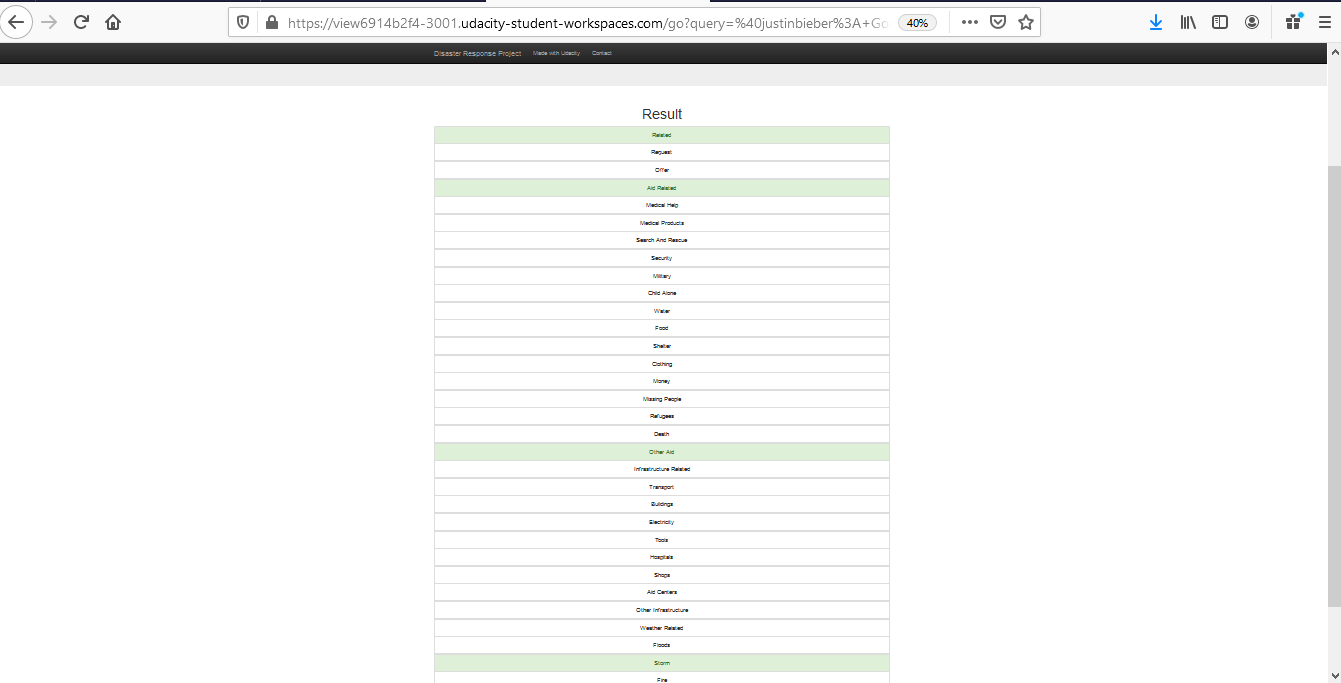 https://view6914b2f4-3001.udacity-student-workspaces.com/go?query=%40justinbieber%3A+Go
40%
Disaster Response Project Made with Udacity Contact
Result
Related
Request
Offer
Aid Related
Medical Help
Medical Products
Search And Rescue
Security
Military
Child Alone
Water
Food
Shelter
Clothing
Money
Missing People
Refugees
Death
Other Aid
Infrastructure Related
Transport
Buildings
Electricity
Tools
Hospitals
Shops
Aid Centers
Other Infrastructure
Weather Related
Floods
Storm
Fire